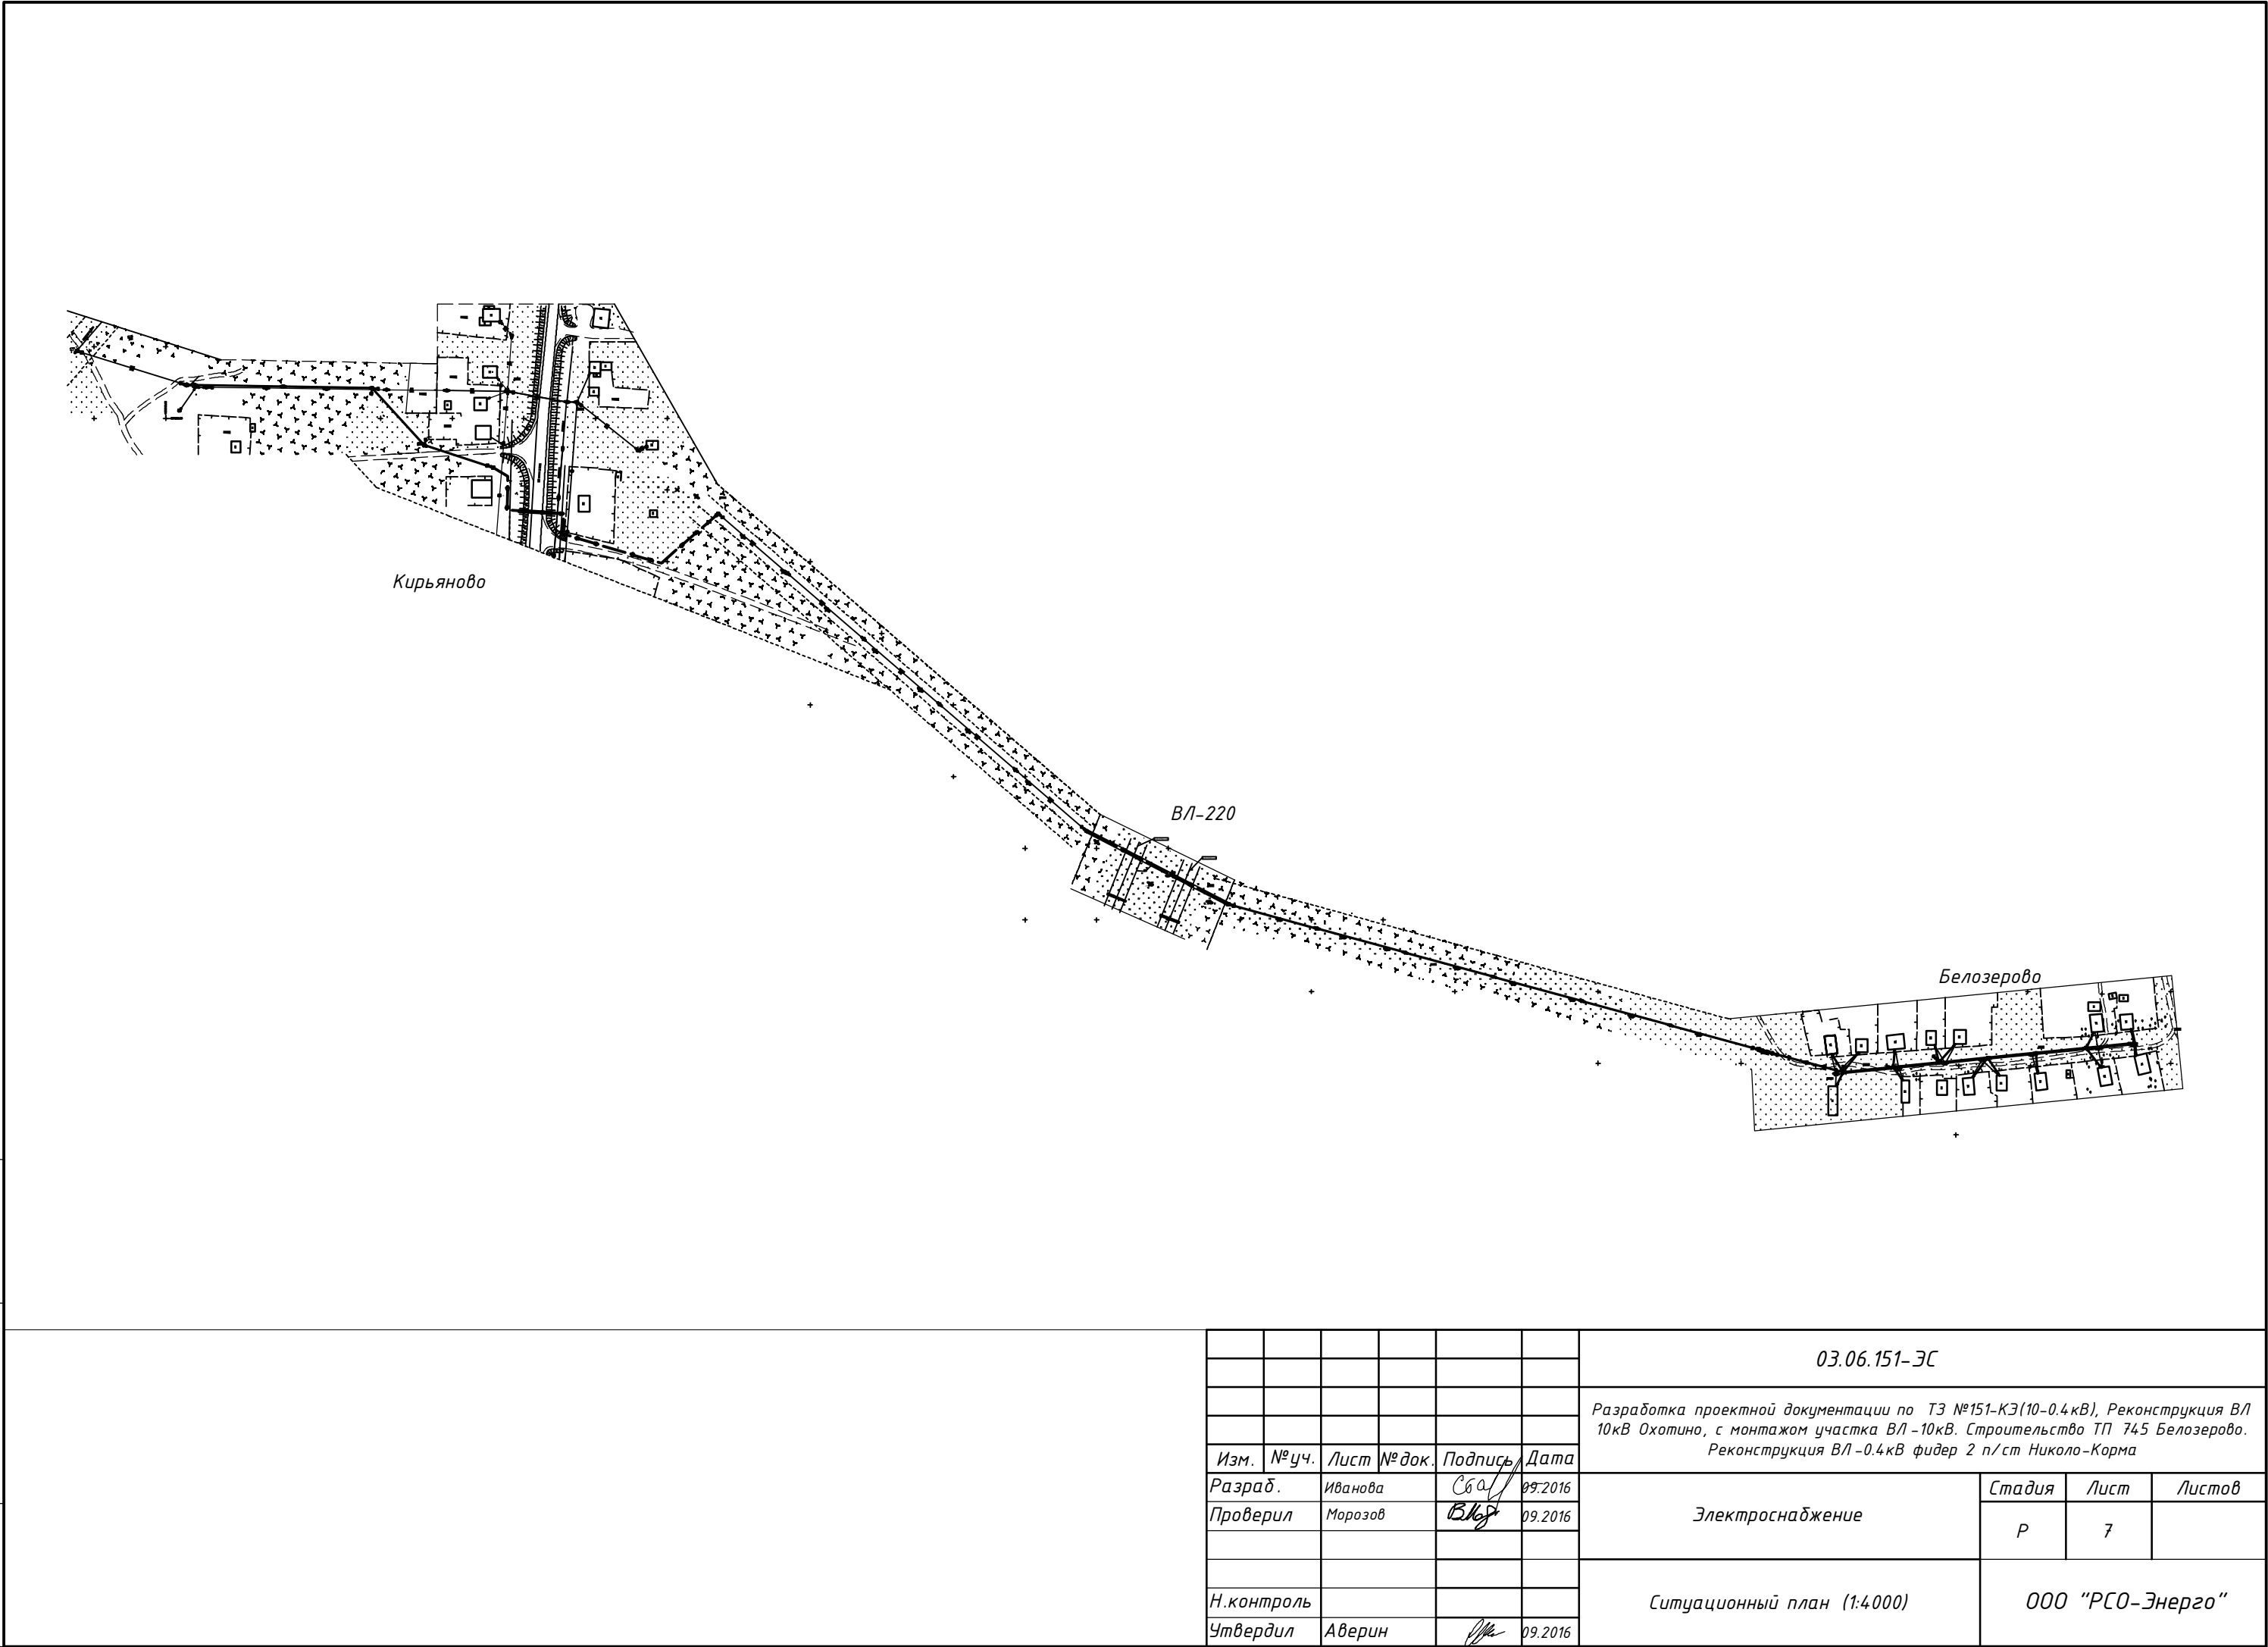 Кирьяново
ВЛ-220
Белозерово
03.06.151-ЭС
Разработка проектной документации по ТЗ №151-КЭ(10-0.4кВ), Реконструкция ВЛ
10кВ Охотино, с монтажом участка ВЛ-10кВ. Строительство ТП 745 Белозерово.
Реконструкция ВЛ-0.4кВ фидер 2 п/ст Николо-Корма
Изм. №уч. Лист №док. Подпись Дата
Разраб. Иванова 09.2016
Проверил Морозов 09.2016
Н.контроль
Утвердил Аверин 09.2016
Электроснабжение
Стадия Лист Листов
Р 7
Ситуационный план (1:4000)
ООО "РСО-Энерго"